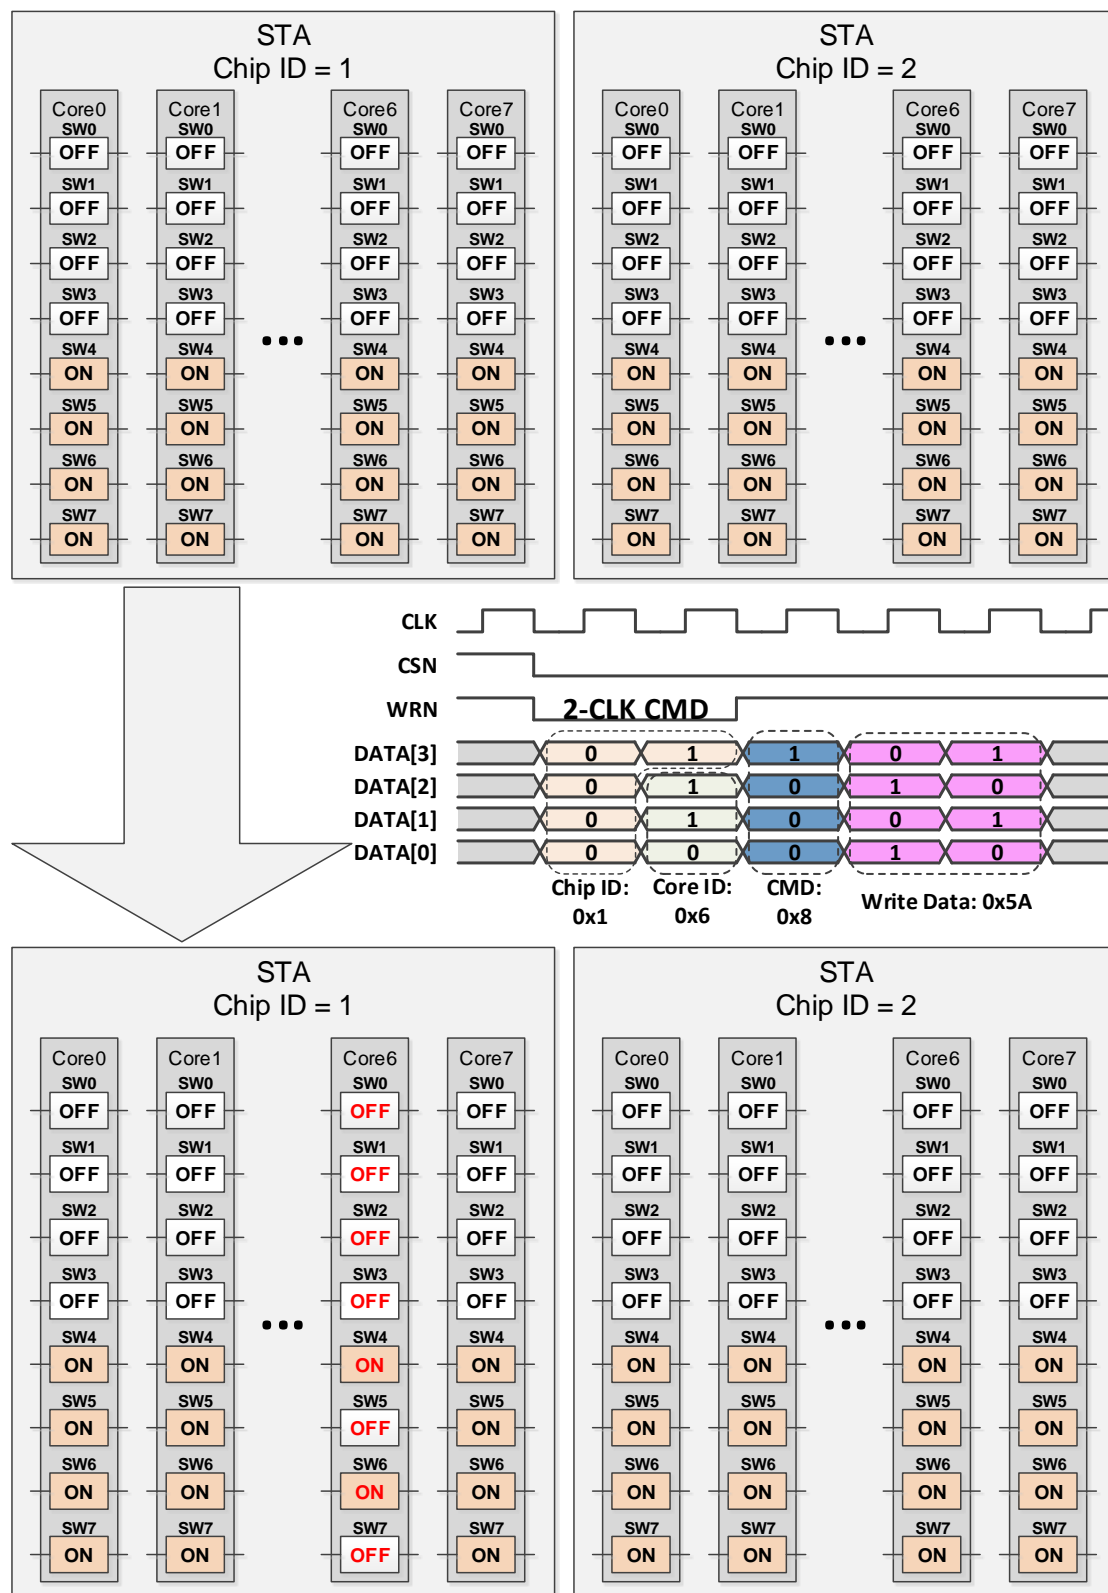 STA
Chip ID = 1
Core0 Core1 Core6 Core7
SW0 SW0 SW0 SW0
OFF OFF OFF OFF
SW1 SW1 SW1 SW1
OFF OFF OFF OFF
SW2 SW2 SW2 SW2
OFF OFF OFF OFF
SW3 SW3 SW3 SW3
OFF OFF ... OFF OFF
SW4 SW4 SW4 SW4
ON ON ON ON
SW5 SW5 SW5 SW5
ON ON ON ON
SW6 SW6 SW6 SW6
ON ON ON ON
SW7 SW7 SW7 SW7
ON ON ON ON
STA
Chip ID = 2
Core0 Core1 Core6 Core7
SW0 SW0 SW0 SW0
OFF OFF OFF OFF
SW1 SW1 SW1 SW1
OFF OFF OFF OFF
SW2 SW2 SW2 SW2
OFF OFF OFF OFF
SW3 SW3 SW3 SW3
OFF OFF ... OFF OFF
SW4 SW4 SW4 SW4
ON ON ON ON
SW5 SW5 SW5 SW5
ON ON ON ON
SW6 SW6 SW6 SW6
ON ON ON ON
SW7 SW7 SW7 SW7
ON ON ON ON
CLK
CSN
WRN 2-CLK CMD
DATA[3] 0 1 1 0 1
DATA[2] 0 1 0 1 0
DATA[1] 0 1 0 0 1
DATA[0] 0 0 0 1 0
Chip ID: Core ID: CMD: Write Data: 0x5A
0x1 0x6 0x8
STA
Chip ID = 1
Core0 Core1 Core6 Core7
SW0 SW0 SW0 SW0
OFF OFF OFF OFF
SW1 SW1 SW1 SW1
OFF OFF OFF OFF
SW2 SW2 SW2 SW2
OFF OFF OFF OFF
SW3 SW3 SW3 SW3
OFF OFF ... OFF OFF
SW4 SW4 SW4 SW4
ON ON ON ON
SW5 SW5 SW5 SW5
ON ON OFF ON
SW6 SW6 SW6 SW6
ON ON ON ON
SW7 SW7 SW7 SW7
ON ON OFF ON
STA
Chip ID = 2
Core0 Core1 Core6 Core7
SW0 SW0 SW0 SW0
OFF OFF OFF OFF
SW1 SW1 SW1 SW1
OFF OFF OFF OFF
SW2 SW2 SW2 SW2
OFF OFF OFF OFF
SW3 SW3 SW3 SW3
OFF OFF ... OFF OFF
SW4 SW4 SW4 SW4
ON ON ON ON
SW5 SW5 SW5 SW5
ON ON ON ON
SW6 SW6 SW6 SW6
ON ON ON ON
SW7 SW7 SW7 SW7
ON ON ON ON